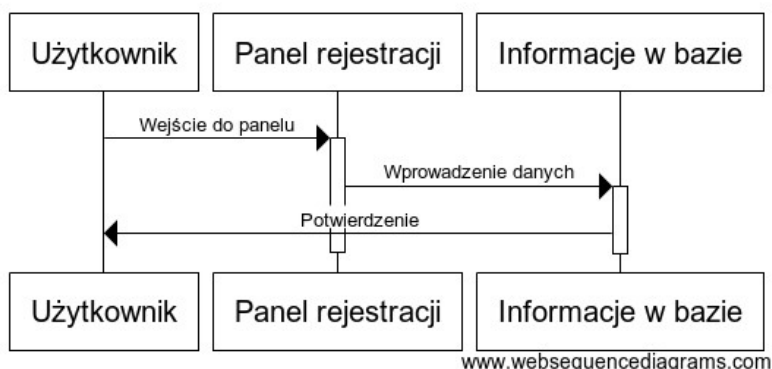 Użytkownik
Panel rejestracji
Informacje w bazie
Wejście do panelu
Wprowadzenie danych
Potwierdzenie
Użytkownik
Panel rejestracji
Informacje w bazie
www.websequencediagrams.com